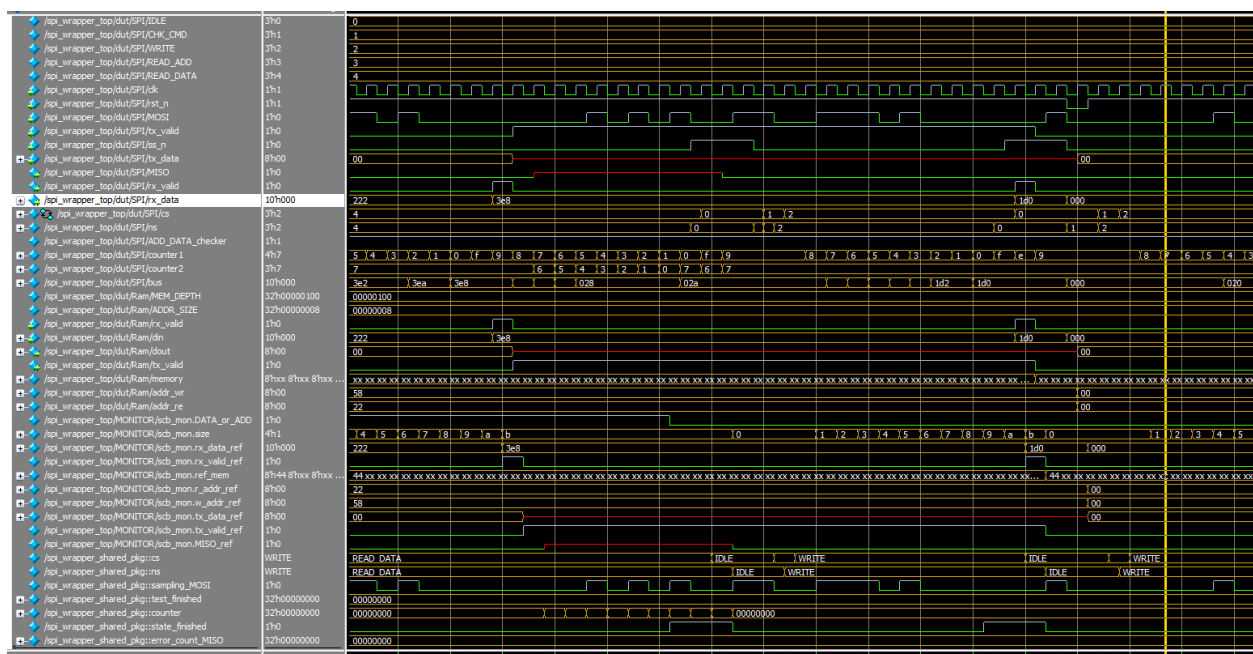 /spi_wrapper_top/dut/SPI/IDLE 3'h0 0
/spi_wrapper_top/dut/SPI/CHK_CMD 3'h1 1
/spi_wrapper_top/dut/SPI/WRITE 3'h2 2
/spi_wrapper_top/dut/SPI/READ_ADD 3'h3 3
/spi_wrapper_top/dut/SPI/READ_DATA 3'h4 4
/spi_wrapper_top/dut/SPI/clk 1'h1
/spi_wrapper_top/dut/SPI/rst_n 1'h1
/spi_wrapper_top/dut/SPI/MOSI 1'h0
/spi_wrapper_top/dut/SPI/tx_valid 1'h0
/spi_wrapper_top/dut/SPI/ss_n 1'h0
/spi_wrapper_top/dut/SPI/tx_data 8'h00 00 00
/spi_wrapper_top/dut/SPI/MISO 1'h0
/spi_wrapper_top/dut/SPI/rx_valid 1'h0
/spi_wrapper_top/dut/SPI/rx_data 10'h000 222 3e8 1d0 000
/spi_wrapper_top/dut/SPI/cs 3'h2 4 0 1 2 0 1 2
/spi_wrapper_top/dut/SPI/ns 3'h2 4 0 2 0 1 2
/spi_wrapper_top/dut/SPI/ADD_DATA_checker 1'h1
/spi_wrapper_top/dut/SPI/counter1 4'h7 5 4 3 2 1 0 f 9 8 7 6 5 4 3 2 1 0 f 9 8 7 6 5 4 3 2 1 0 f e 9 8 7 6 5 4 3
/spi_wrapper_top/dut/SPI/counter2 3'h7 7 6 5 4 3 2 1 0 7 6 7
/spi_wrapper_top/dut/SPI/bus 10'h000 3e2 3ea 3e8 028 02a 1d2 1d0 000 020
/spi_wrapper_top/dut/Ram/MEM_DEPTH 32'h00000100 00000100
/spi_wrapper_top/dut/Ram/ADDR_SIZE 32'h00000008 00000008
/spi_wrapper_top/dut/Ram/rx_valid 1'h0
/spi_wrapper_top/dut/Ram/din 10'h000 222 3e8 1d0 000
/spi_wrapper_top/dut/Ram/dout 8'h00 00 00
/spi_wrapper_top/dut/Ram/tx_valid 1'h0
/spi_wrapper_top/dut/Ram/memory 8'hxx 8'hxx 8'hxx ...
/spi_wrapper_top/dut/Ram/addr_wr 8'h00 58 00
/spi_wrapper_top/dut/Ram/addr_re 8'h00 22 00
/spi_wrapper_top/MONITOR/scb_mon.DATA_or_ADD 1'h0
/spi_wrapper_top/MONITOR/scb_mon.size 4'h1 4 5 6 7 8 9 a b 0 1 2 3 4 5 6 7 8 9 a b 0 1 2 3 4 5
/spi_wrapper_top/MONITOR/scb_mon.rx_data_ref 10'h000 222 3e8 1d0 000
/spi_wrapper_top/MONITOR/scb_mon.rx_valid_ref 1'h0
/spi_wrapper_top/MONITOR/scb_mon.ref_mem 8'h44 8'hxx 8'hxx ...
/spi_wrapper_top/MONITOR/scb_mon.r_addr_ref 8'h00 22 00
/spi_wrapper_top/MONITOR/scb_mon.w_addr_ref 8'h00 58 00
/spi_wrapper_top/MONITOR/scb_mon.tx_data_ref 8'h00 00 00
/spi_wrapper_top/MONITOR/scb_mon.tx_valid_ref 1'h0
/spi_wrapper_top/MONITOR/scb_mon.MISO_ref 1'h0
/spi_wrapper_shared_pkg::cs WRITE READ DATA IDLE WRITE IDLE WRITE
/spi_wrapper_shared_pkg::ns WRITE READ DATA IDLE WRITE IDLE WRITE
/spi_wrapper_shared_pkg::sampling_MOSI 1'h0
/spi_wrapper_shared_pkg::test_finished 32'h00000000 00000000
/spi_wrapper_shared_pkg::counter 32'h00000000 00000000 00000000
/spi_wrapper_shared_pkg::state_finished 1'h0
/spi_wrapper_shared_pkg::error_count_MISO 32'h00000000 00000000